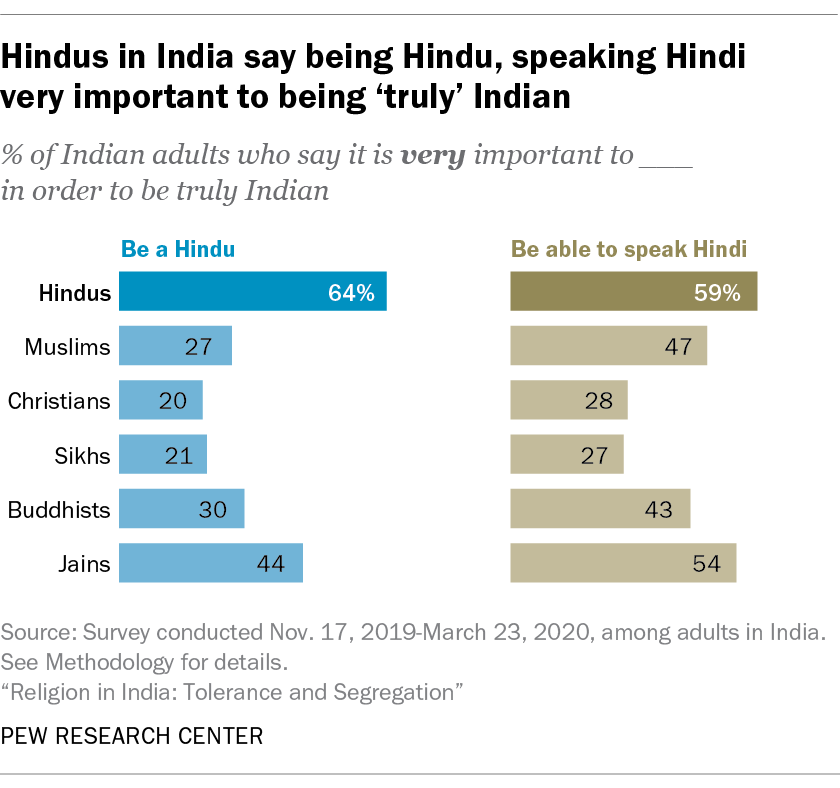 Hindus in India say being Hindu, speaking Hindi
very important to being ‘truly’ Indian
% of Indian adults who say it is very important to ___
in order to be truly Indian
Be a Hindu Be able to speak Hindi
Hindus 64% 59%
Muslims 27 47
Christians 20 28
Sikhs 21 27
Buddhists 30 43
Jains 44 54
Source: Survey conducted Nov. 17, 2019-March 23, 2020, among adults in India.
See Methodology for details.
“Religion in India: Tolerance and Segregation”
PEW RESEARCH CENTER